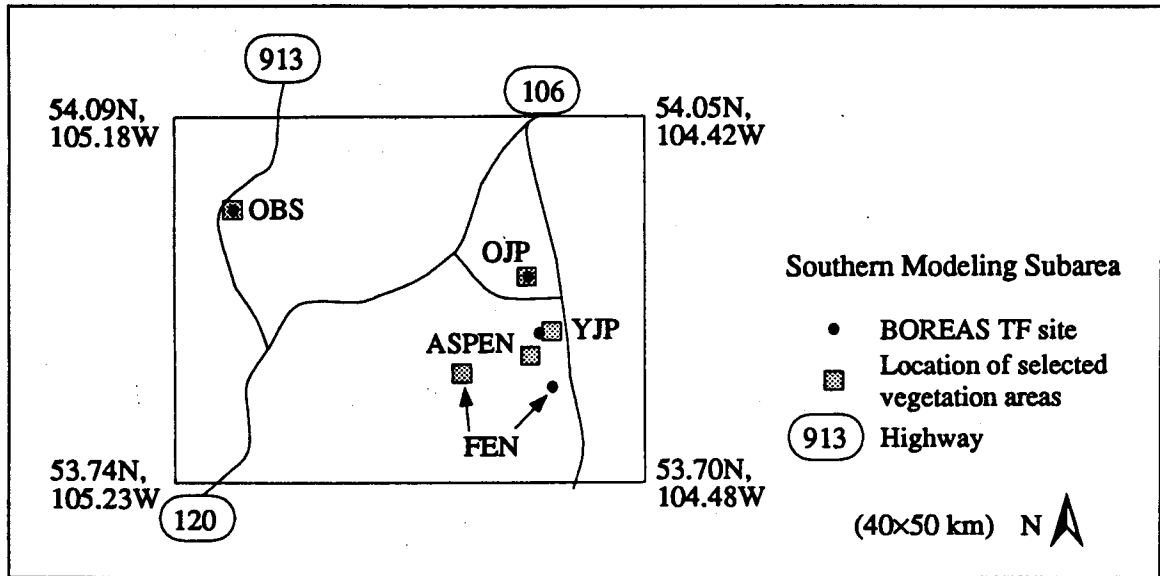 913
106
54.09N,
105.18W
54.05N,
104.42W
OBS
OJP
YJP
ASPEN
FEN
53.74N,
105.23W
53.70N,
104.48W
120
Southern Modeling Subarea
BOREAS TF site
Location of selected
vegetation areas
913 Highway
(40×50 km) N